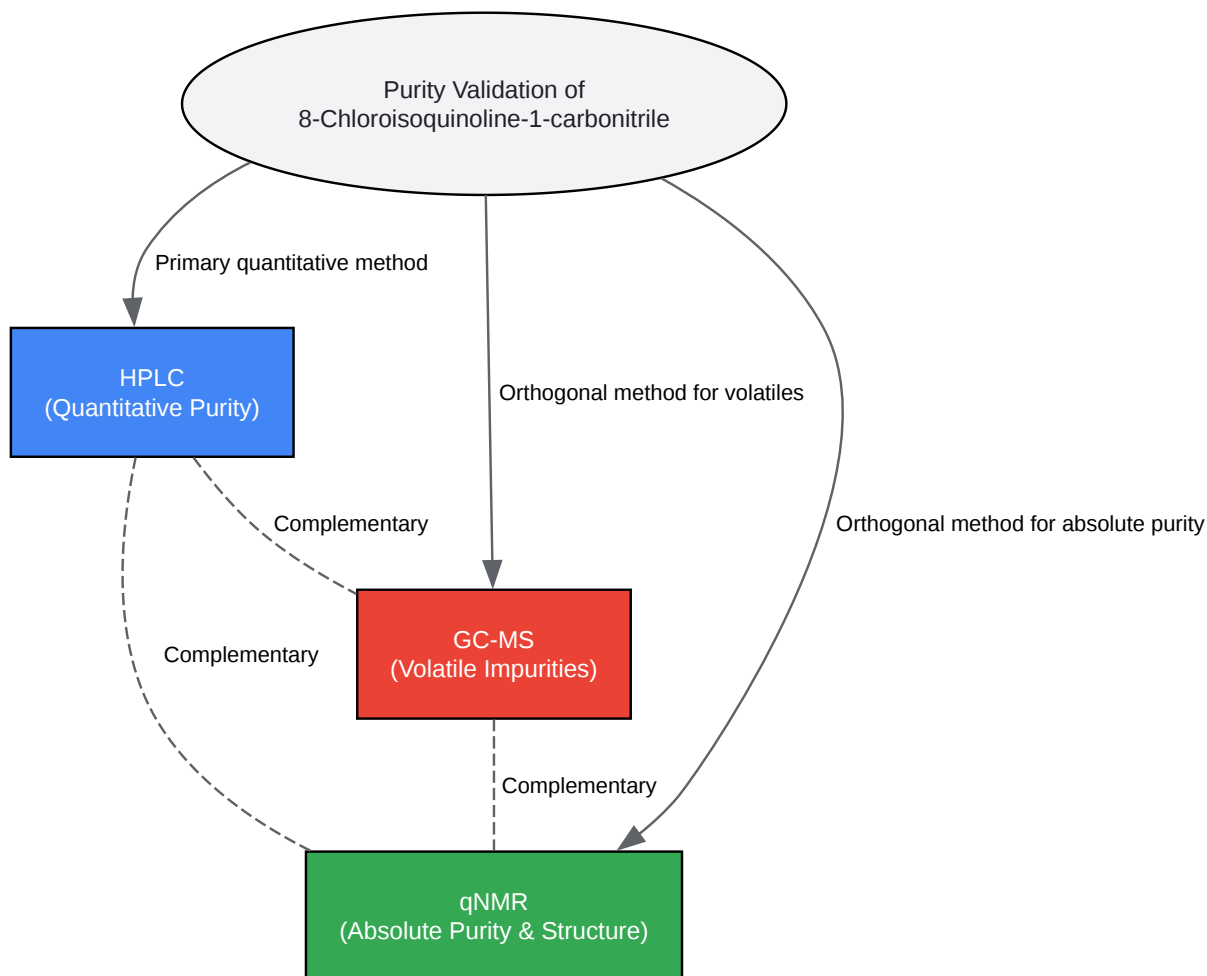 Purity Validation of
8-Chloroisoquinoline-1-carbonitrile
Primary quantitative method
HPLC
(Quantitative Purity)
Orthogonal method for volatiles
Complementary
Orthogonal method for absolute purity
GC-MS
(Volatile Impurities)
Complementary
Complementary
qNMR
(Absolute Purity & Structure)